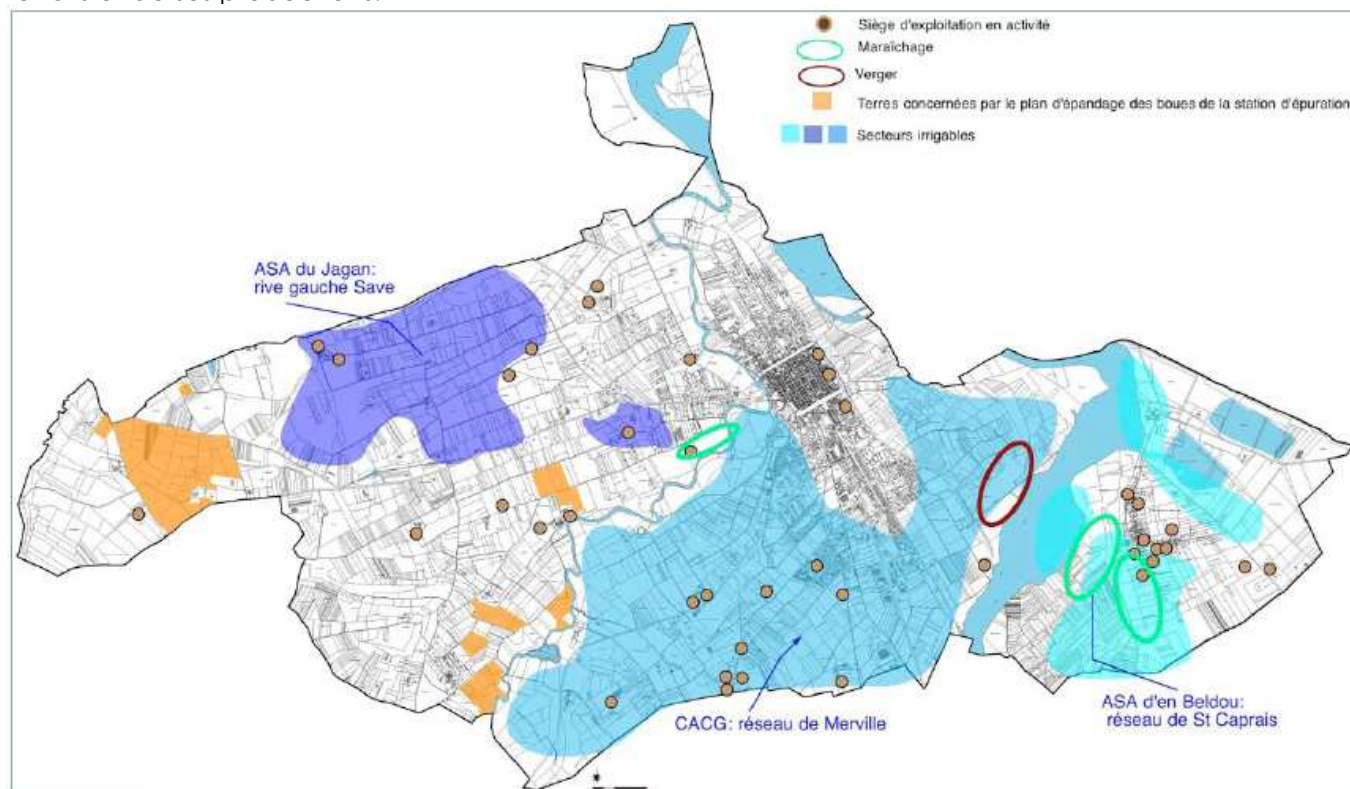 Siège d'exploitation en activité
Maraîchage
Verger
Terres concernées par le plan d'épandage des boues de la station d'épuration
Secteurs irrigables
ASA du Jagan:
rive gauche Save
CACG: réseau de Merville
ASA d'en Beldou:
réseau de St Caprais